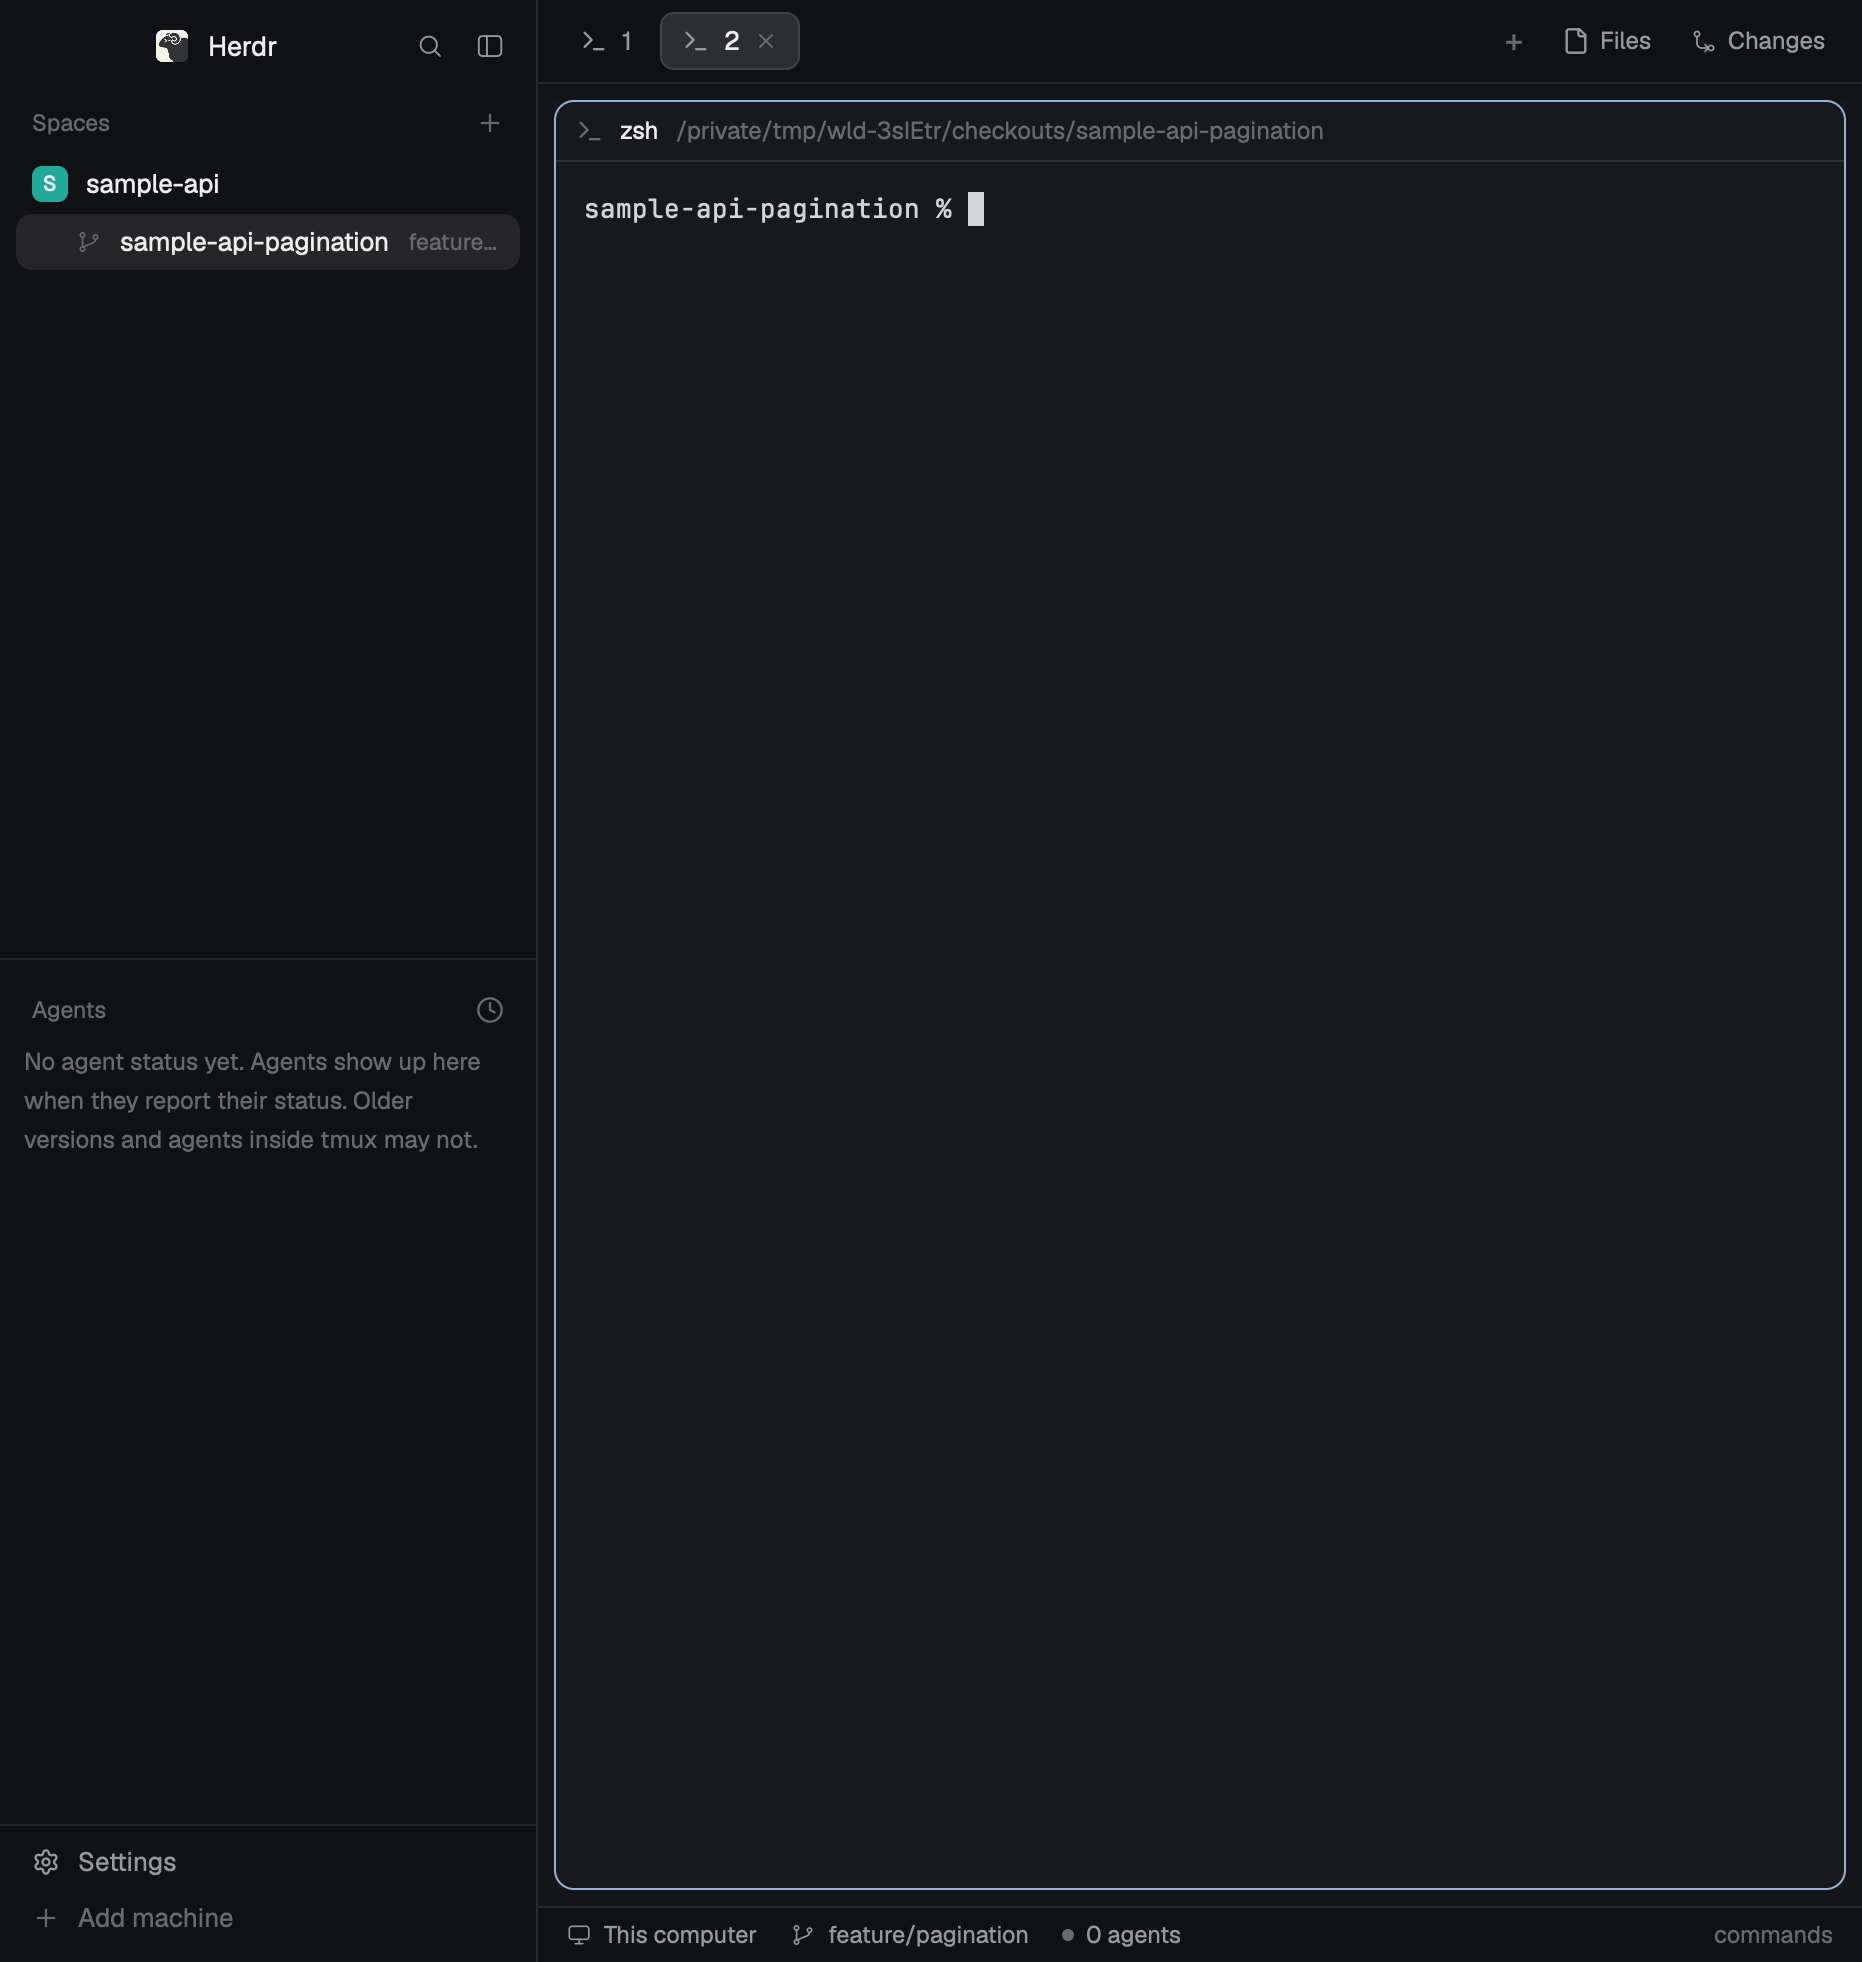 Herdr
Spaces
S sample-api
sample-api-pagination feature...
Agents
No agent status yet. Agents show up here
when they report their status. Older
versions and agents inside tmux may not.
Settings
Add machine
1
2
Files
Changes
zsh /private/tmp/wld-3sIEtr/checkouts/sample-api-pagination
sample-api-pagination %
This computer
feature/pagination
0 agents
commands